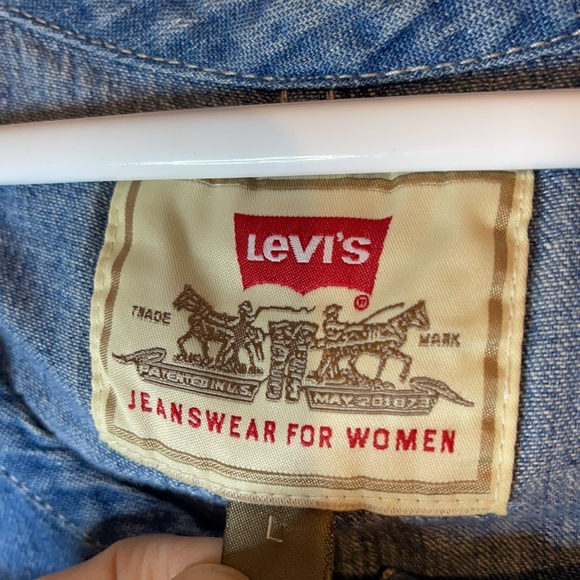 Levi's
®
TRADE MARK
PATENTED IN U.S. MAY 20 1873
JEANSWEAR FOR WOMEN
L